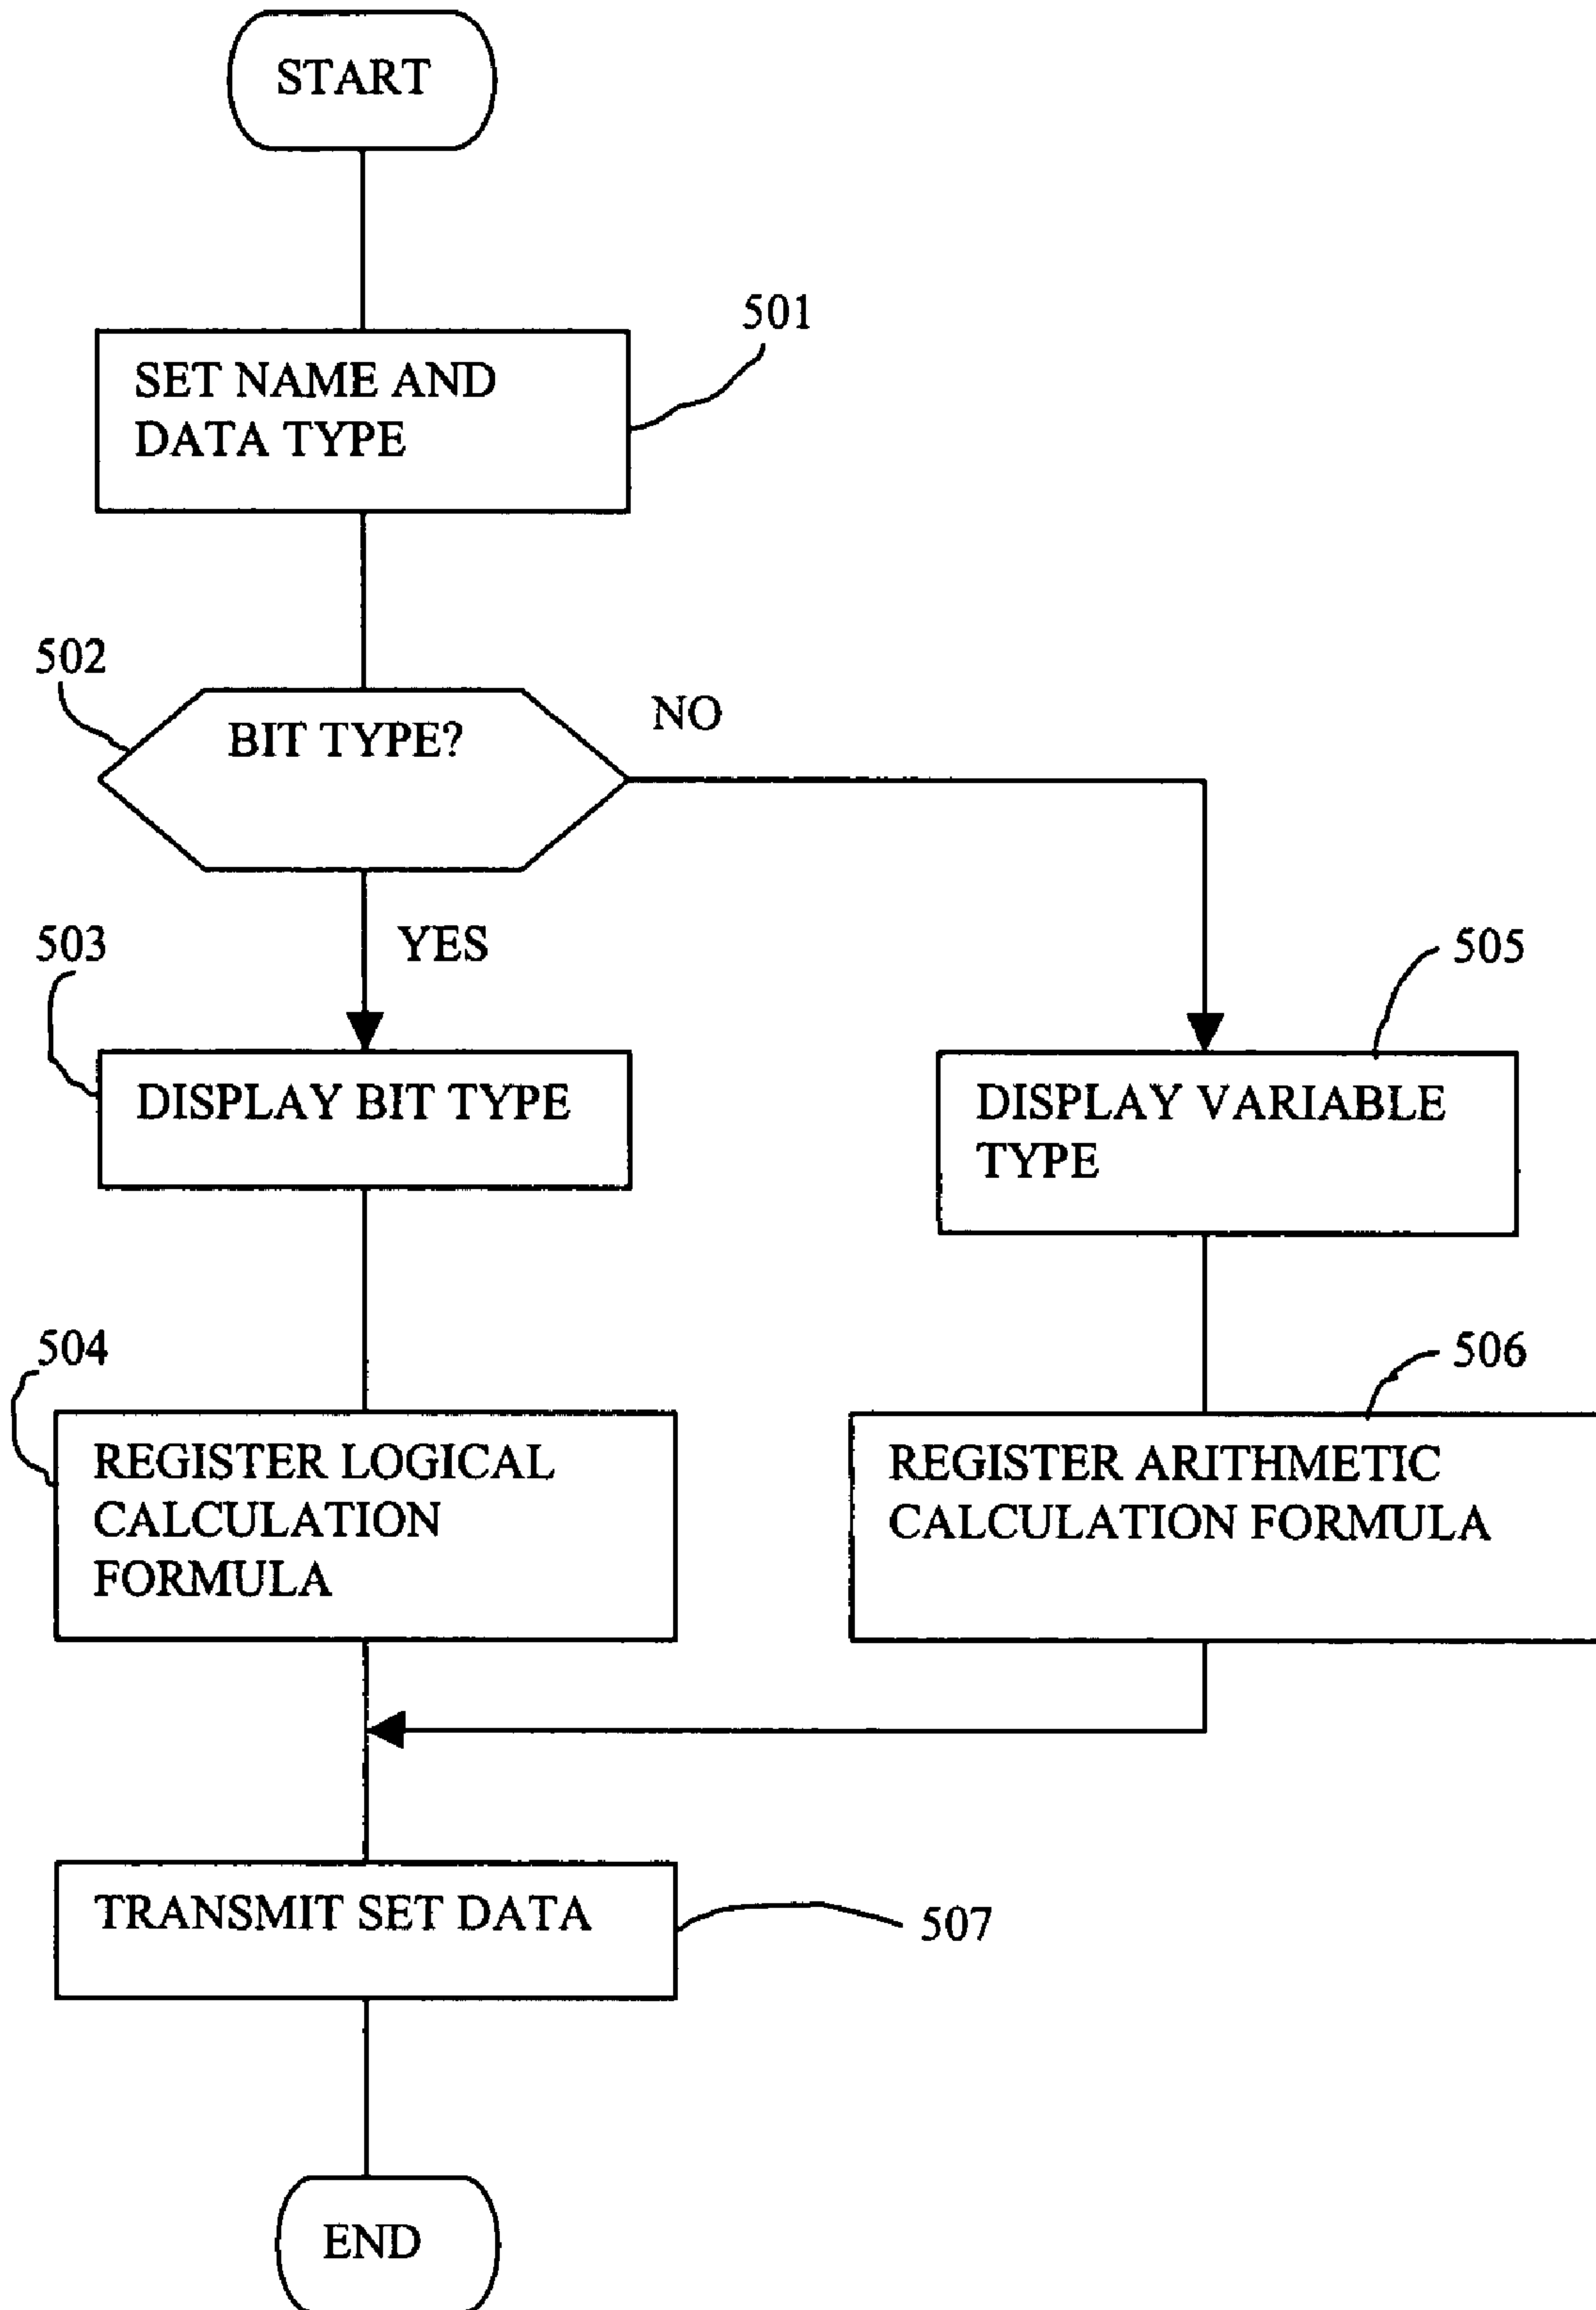 START
501
SET NAME AND
DATA TYPE
502
BIT TYPE?
NO
YES
503
505
DISPLAY BIT TYPE
DISPLAY VARIABLE
TYPE
504
506
REGISTER LOGICAL
CALCULATION
FORMULA
REGISTER ARITHMETIC
CALCULATION FORMULA
TRANSMIT SET DATA
507
END